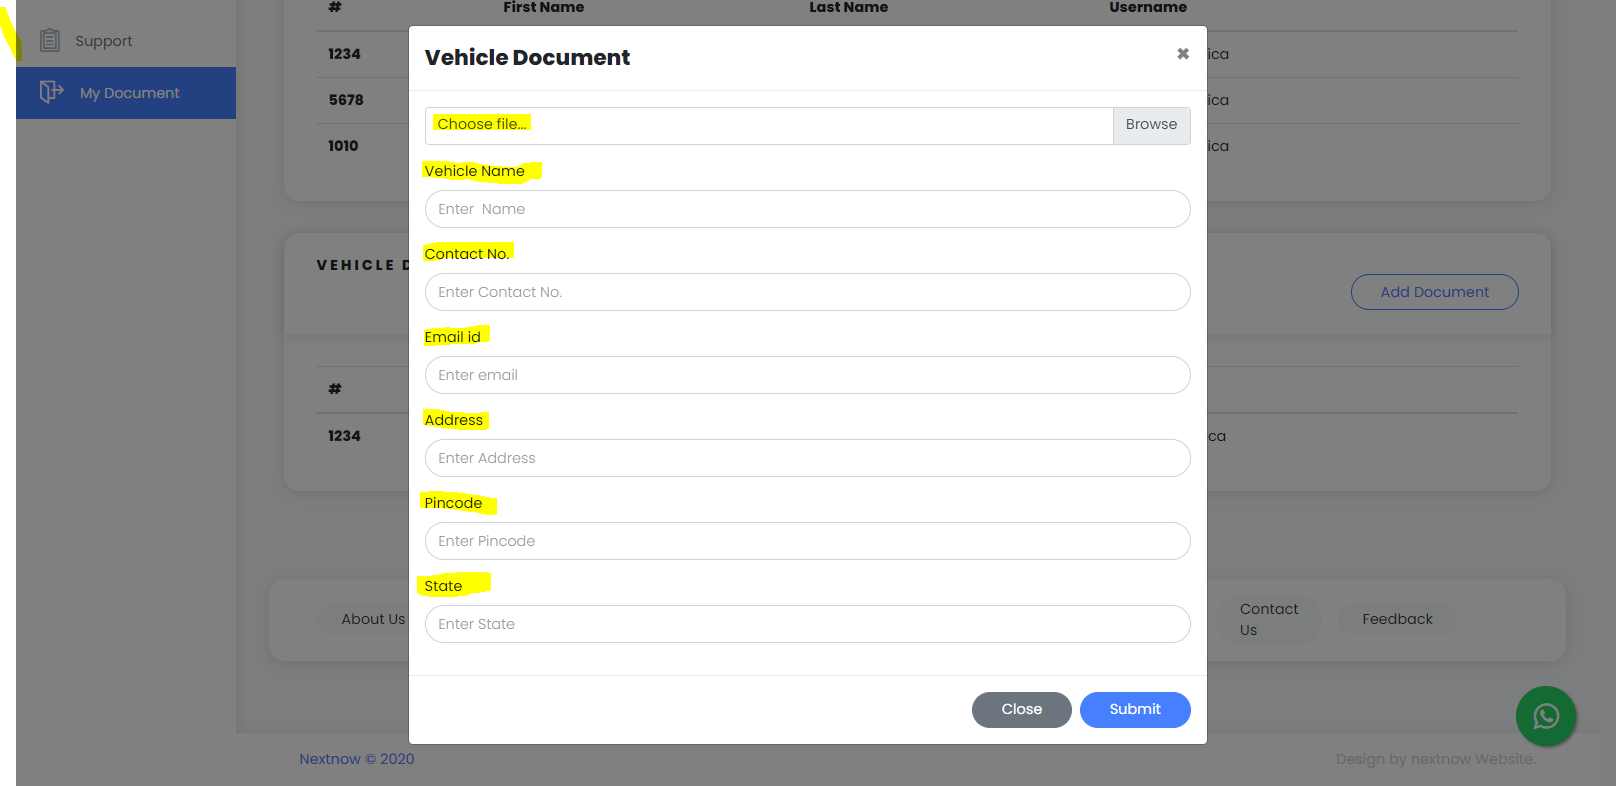 # First Name Last Name Username
Support
1234 ica
My Document
5678 ica
1010 ica
Vehicle Document ✖
Choose file... Browse
Vehicle Name
Enter  Name
Contact No.
Enter Contact No.
Email id
Enter email
Address
Enter Address
Pincode
Enter Pincode
State
Enter State
Close Submit
VEHICLE D
Add Document
#
1234 ca
About Us
Contact
Us
Feedback
Nextnow © 2020 Design by nextnow Website.